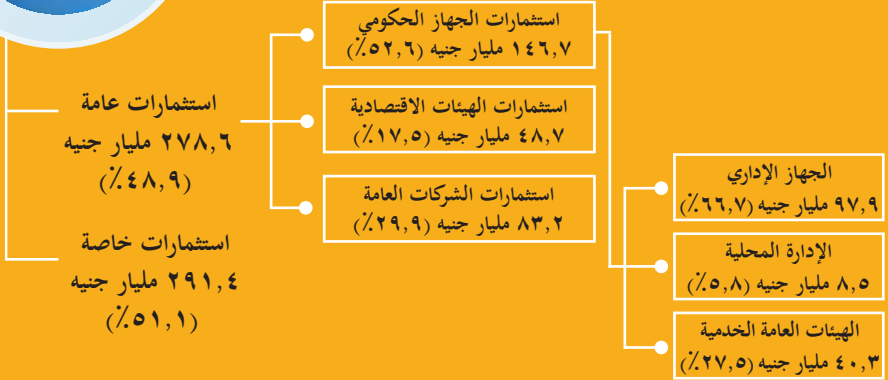 استثمارات عامة
٢٧٨,٦ مليار جنيه
(٤٨,٩٪)
استثمارات خاصة
٢٩١,٤ مليار جنيه
(٥١,١٪)
استثمارات الجهاز الحكومي
١٤٦,٧ مليار جنيه (٥٢,٦٪)
استثمارات الهيئات الاقتصادية
٤٨,٧ مليار جنيه (١٧,٥٪)
استثمارات الشركات العامة
٨٣,٢ مليار جنيه (٢٩,٩٪)
الجهاز الإداري
٩٧,٩ مليار جنيه (٦٦,٧٪)
الإدارة المحلية
٨,٥ مليار جنيه (٥,٨٪)
الهيئات العامة الخدمية
٤٠,٣ مليار جنيه (٢٧,٥٪)